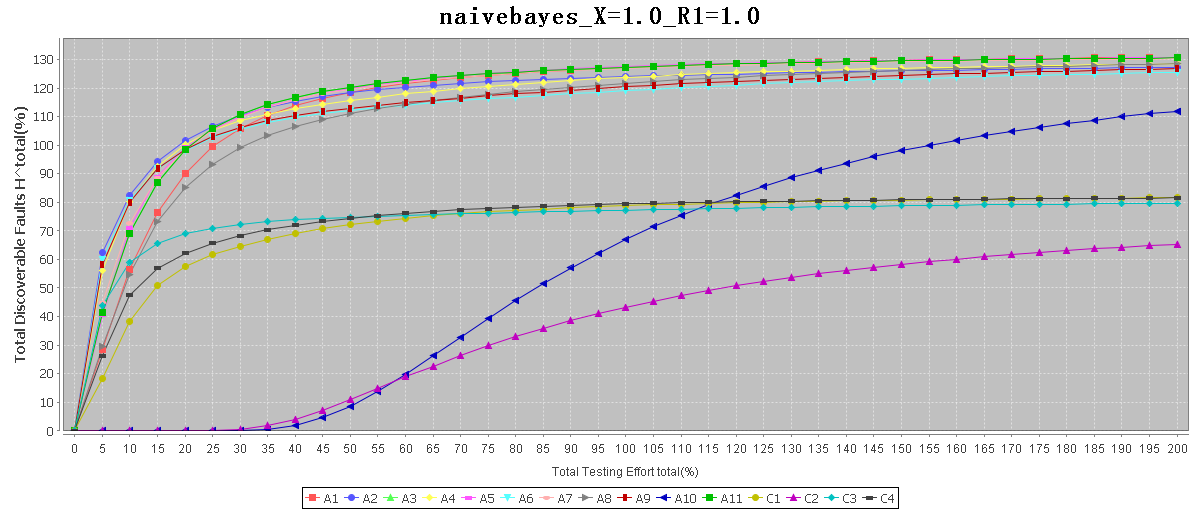 naivebayes_X=1.0_R1=1.0
Total Discoverable Faults H^total(%)
130
120
110
100
90
80
70
60
50
40
30
20
10
0
0 5 10 15 20 25 30 35 40 45 50 55 60 65 70 75 80 85 90 95 100 105 110 115 120 125 130 135 140 145 150 155 160 165 170 175 180 185 190 195 200
Total Testing Effort total(%)
A1 A2 A3 A4 A5 A6 A7 A8 A9 A10 A11 C1 C2 C3 C4